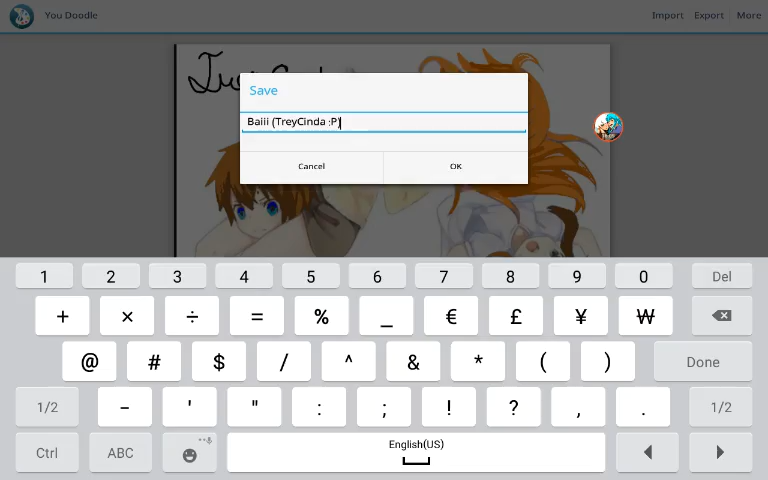 You Doodle
Import Export More
Save
Baiii (TreyCinda :P)
Cancel OK
1 2 3 4 5 6 7 8 9 0 Del
+ × ÷ = % _ € £ ¥ ₩
@ # $ / ^ & * ( ) Done
1/2 - ' " : ; ! ? , . 1/2
Ctrl ABC English(US)